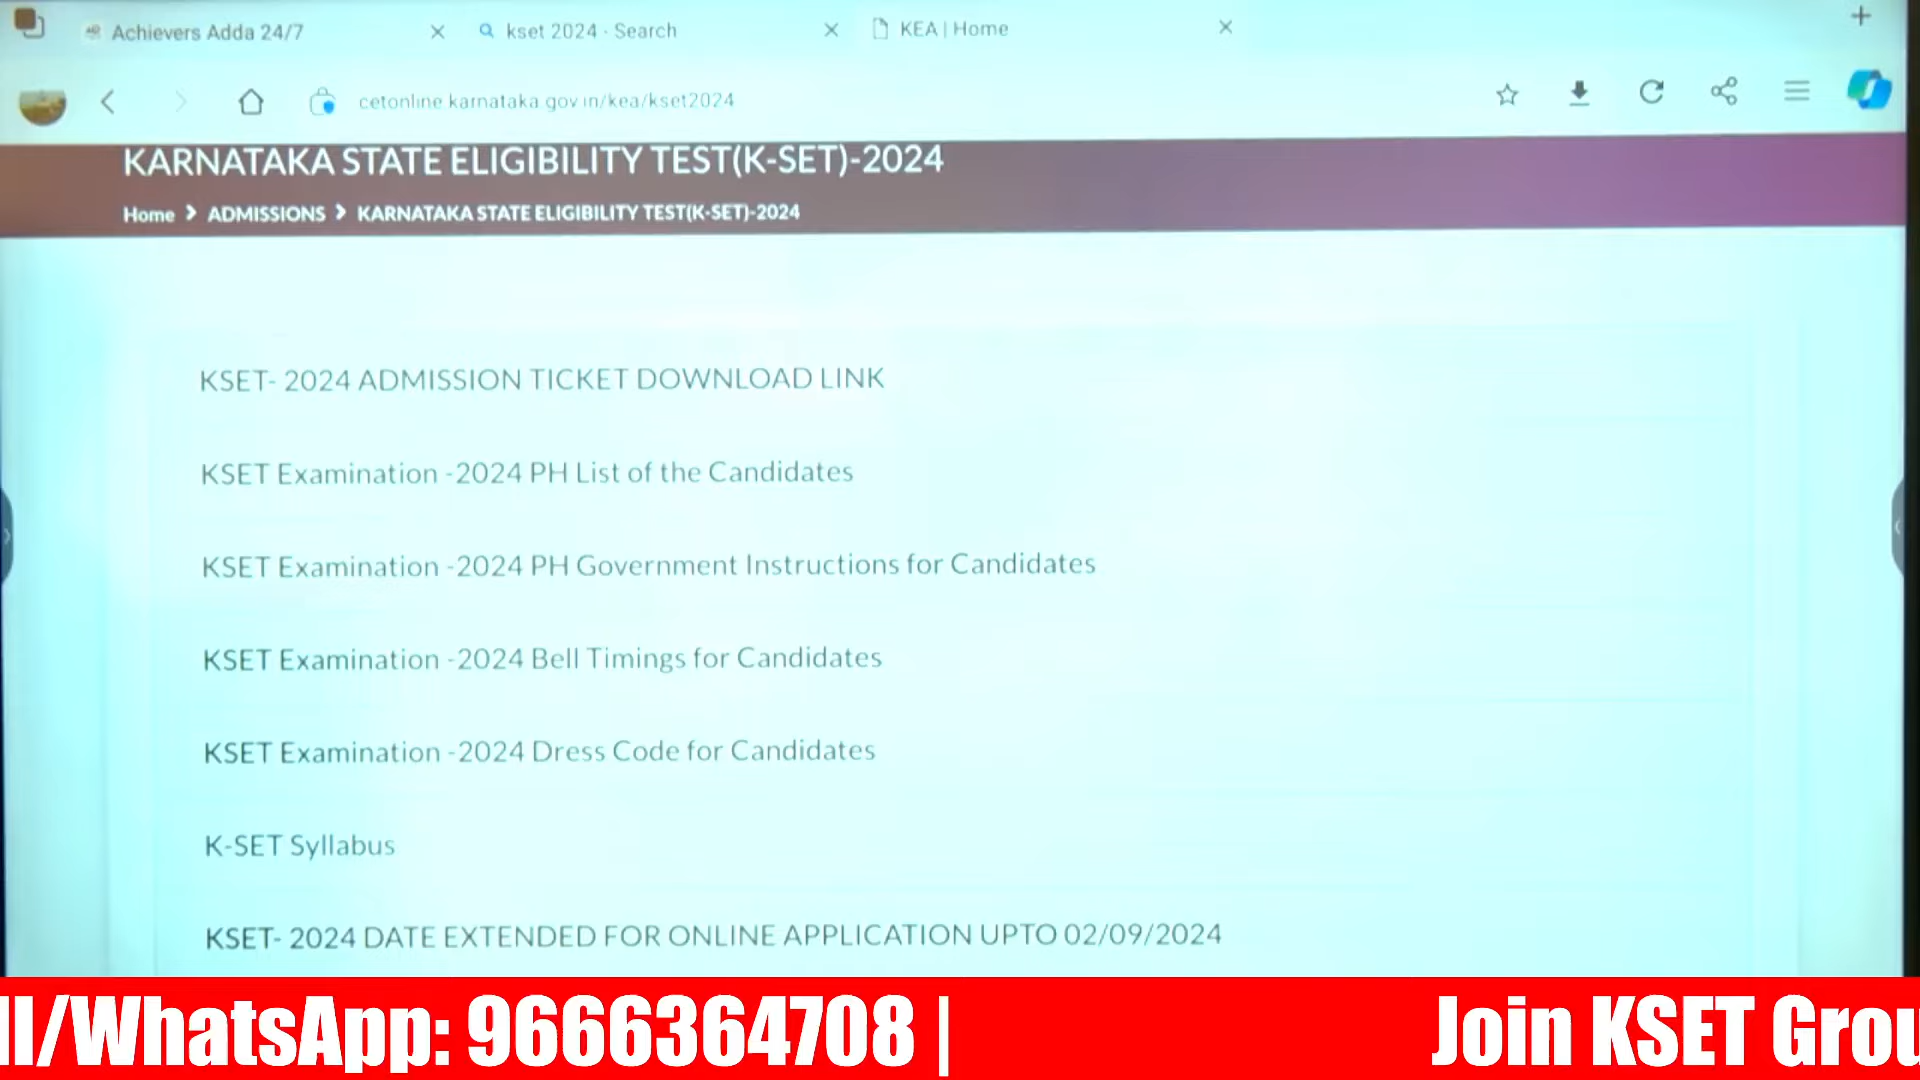 Achievers Adda 24/7
kset 2024 - Search
KEA | Home
cetonline.karnataka.gov.in/kea/kset2024
KARNATAKA STATE ELIGIBILITY TEST(K-SET)-2024
Home > ADMISSIONS > KARNATAKA STATE ELIGIBILITY TEST(K-SET)-2024
KSET- 2024 ADMISSION TICKET DOWNLOAD LINK
KSET Examination -2024 PH List of the Candidates
KSET Examination -2024 PH Government Instructions for Candidates
KSET Examination -2024 Bell Timings for Candidates
KSET Examination -2024 Dress Code for Candidates
K-SET Syllabus
KSET- 2024 DATE EXTENDED FOR ONLINE APPLICATION UPTO 02/09/2024
ll/WhatsApp: 9666364708 | Join KSET Grou